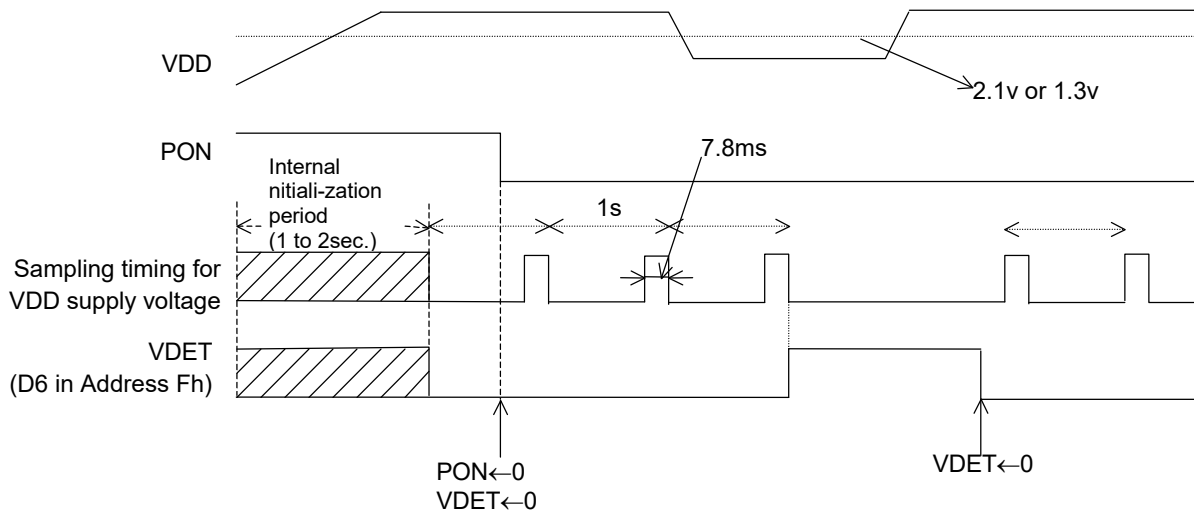 VDD
2.1v or 1.3v
PON
7.8ms
Internal
nitiali-zation
period
(1 to 2sec.)
1s
Sampling timing for
VDD supply voltage
VDET
(D6 in Address Fh)
PON←0
VDET←0
VDET←0